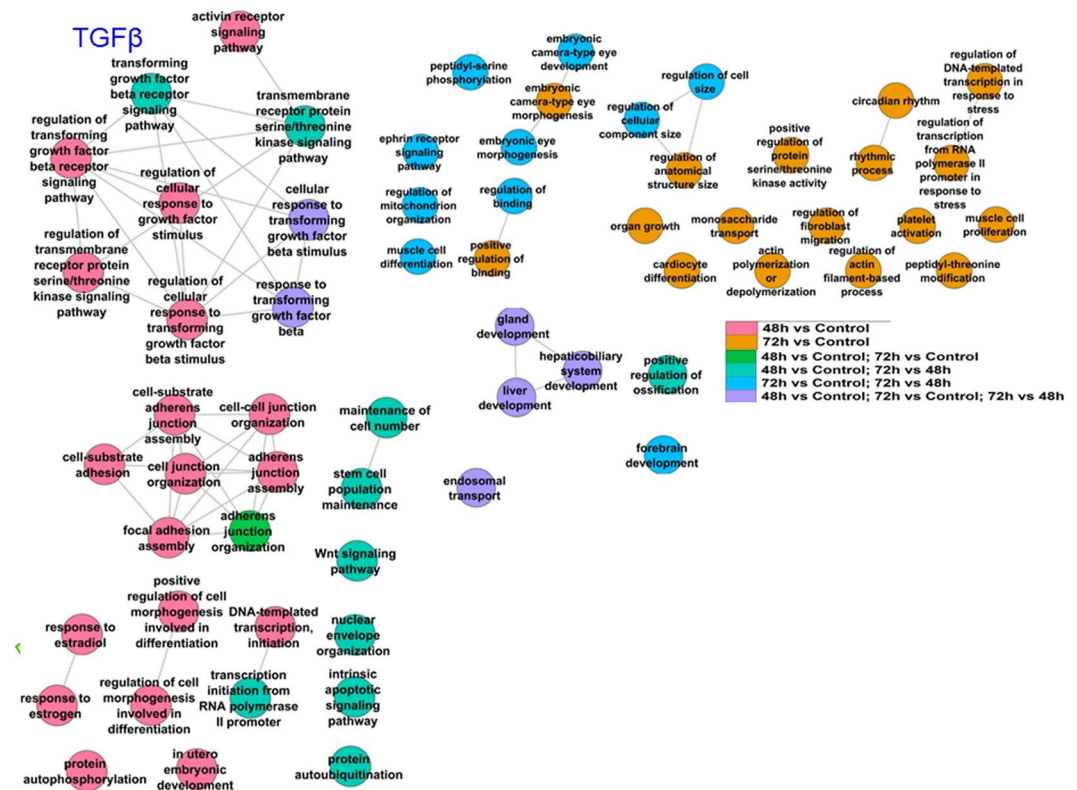 TGFβ
activin receptor
signaling
pathway
transforming
growth factor
beta receptor
signaling
pathway
transmembrane
receptor protein
serine/threonine
kinase signaling
pathway
regulation of
transforming
growth factor
beta receptor
signaling
pathway
regulation of
cellular
response to
growth factor
stimulus
cellular
response to
transforming
growth factor
beta stimulus
regulation of
transmembrane
receptor protein
serine/threonine
kinase signaling
pathway
regulation of
cellular
response to
transforming
growth factor
beta stimulus
response to
transforming
growth factor
beta
peptidyl-serine
phosphorylation
embryonic
camera-type eye
development
embryonic
camera-type eye
morphogenesis
ephrin receptor
signaling
pathway
embryonic eye
morphogenesis
regulation of
mitochondrion
organization
regulation of
binding
muscle cell
differentiation
positive
regulation of
binding
regulation of cell
size
regulation of
cellular
component size
regulation of
anatomical
structure size
positive
regulation of
protein
serine/threonine
kinase activity
circadian rhythm
rhythmic
process
regulation of
DNA-templated
transcription in
response to
stress
regulation of
transcription
from RNA
polymerase II
promoter in
response to
stress
organ growth
monosaccharide
transport
regulation of
fibroblast
migration
platelet
activation
muscle cell
proliferation
cardiocyte
differentiation
actin
polymerization
or
depolymerization
regulation of
actin
filament-based
process
peptidyl-threonine
modification
gland
development
hepaticobiliary
system
development
liver
development
positive
regulation of
ossification
forebrain
development
endosomal
transport
48h vs Control
72h vs Control
48h vs Control; 72h vs Control
48h vs Control; 72h vs 48h
72h vs Control; 72h vs 48h
48h vs Control; 72h vs Control; 72h vs 48h
cell-substrate
adherens
junction
assembly
cell-cell junction
organization
cell-substrate
adhesion
cell junction
organization
adherens
junction
assembly
focal adhesion
assembly
adherens
junction
organization
maintenance of
cell number
stem cell
population
maintenance
Wnt signaling
pathway
response to
estradiol
positive
regulation of cell
morphogenesis
involved in
differentiation
DNA-templated
transcription,
initiation
nuclear
envelope
organization
response to
estrogen
regulation of cell
morphogenesis
involved in
differentiation
transcription
initiation from
RNA polymerase
II promoter
intrinsic
apoptotic
signaling
pathway
protein
autophosphorylation
in utero
embryonic
development
protein
autoubiquitination